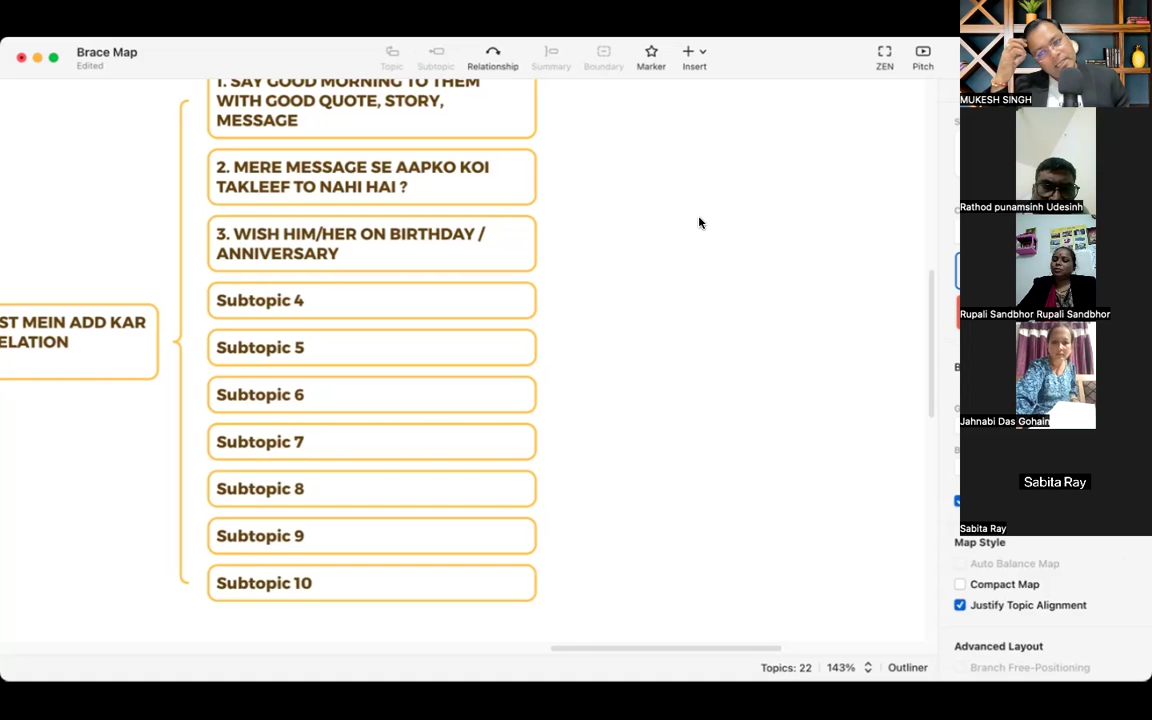 Brace Map
Edited
Topic
Subtopic
Relationship
Summary
Boundary
Marker
Insert
ZEN
Pitch
1. SAY GOOD MORNING TO THEM
WITH GOOD QUOTE, STORY,
MESSAGE
2. MERE MESSAGE SE AAPKO KOI
TAKLEEF TO NAHI HAI ?
3. WISH HIM/HER ON BIRTHDAY /
ANNIVERSARY
Subtopic 4
Subtopic 5
Subtopic 6
Subtopic 7
Subtopic 8
Subtopic 9
Subtopic 10
ST MEIN ADD KAR
ELATION
MUKESH SINGH
Rathod punamsinh Udesinh
Rupali Sandbhor Rupali Sandbhor
Jahnabi Das Gohain
Sabita Ray
Sabita Ray
Map Style
Auto Balance Map
Compact Map
Justify Topic Alignment
Advanced Layout
Branch Free-Positioning
Topics: 22
143%
Outliner